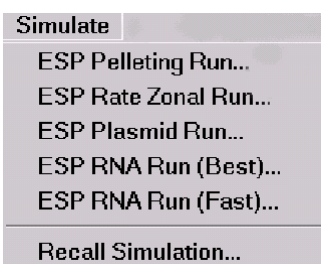 Simulate
ESP Pelleting Run...
ESP Rate Zonal Run...
ESP Plasmid Run...
ESP RNA Run (Best)...
ESP RNA Run (Fast)...
Recall Simulation...